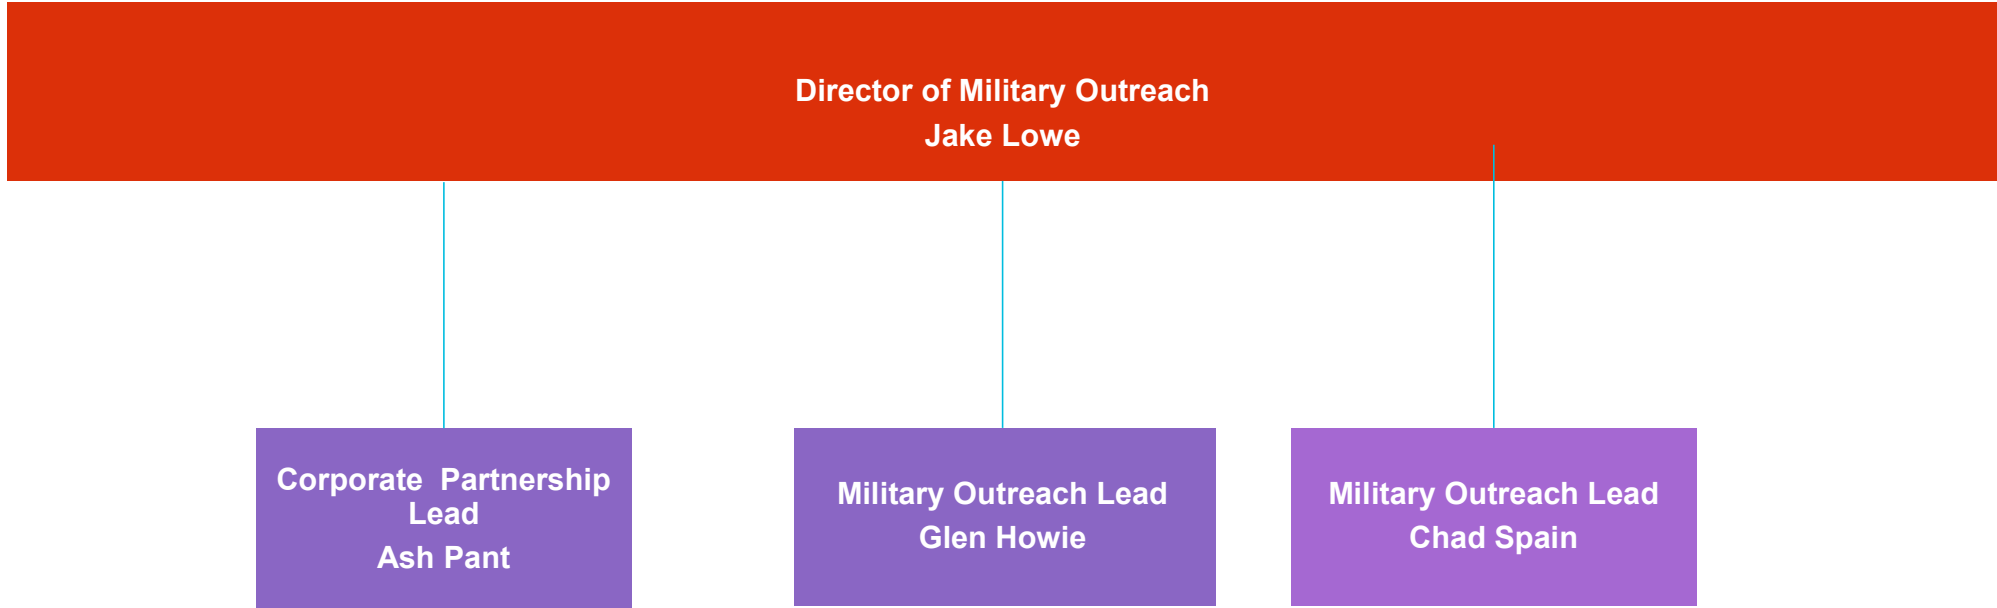 Director of Military Outreach
Jake Lowe
Corporate  Partnership
Lead
Ash Pant
Military Outreach Lead
Glen Howie
Military Outreach Lead
Chad Spain